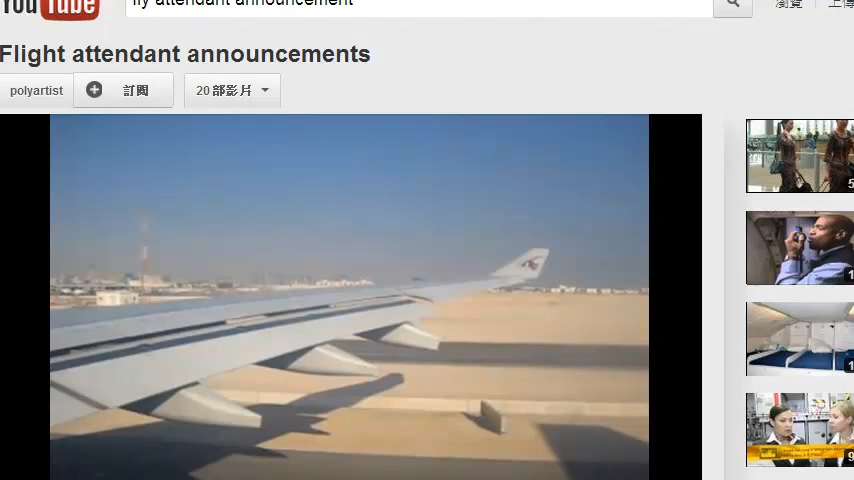 YouTube
fly attendant announcement
瀏覽 上傳
Flight attendant announcements
polyartist
訂閱
20 部影片